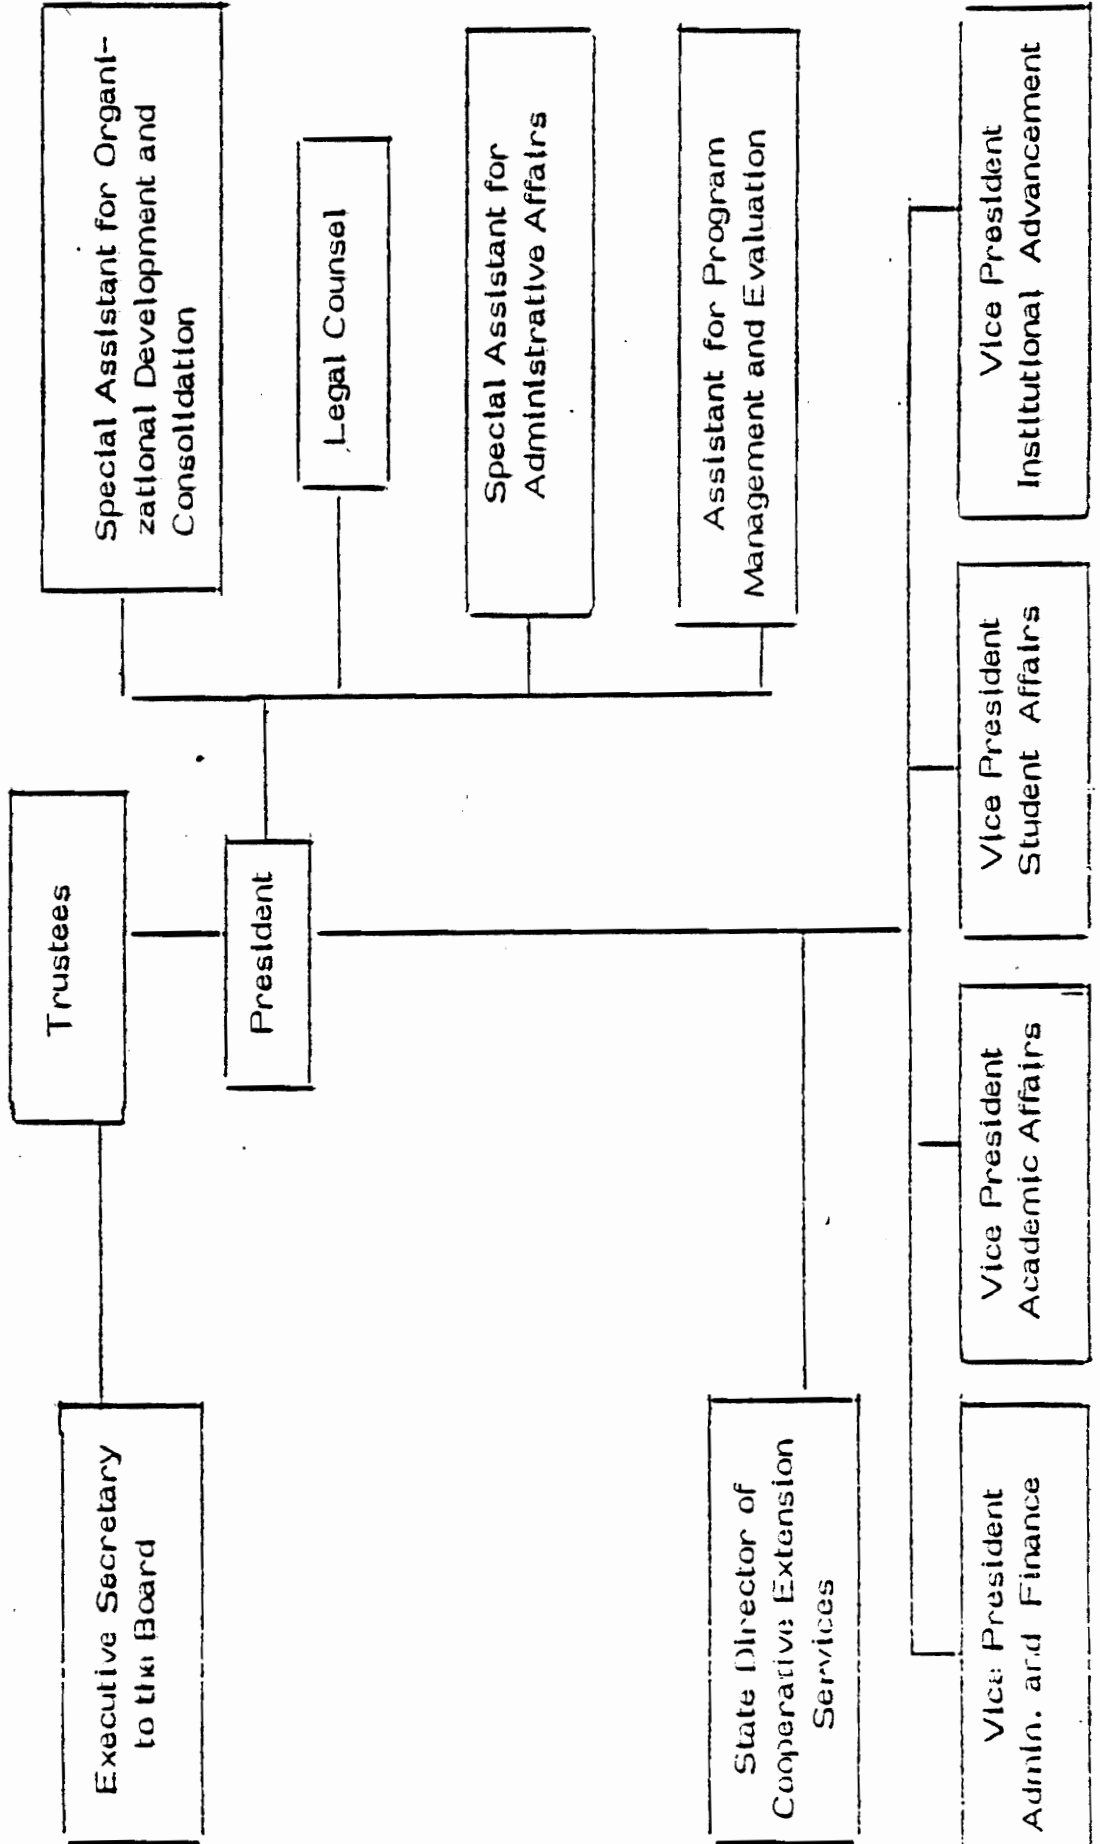 Trustees
Executive Secretary
to the Board
President
Special Assistant for Organi-
zational Development and
Consolidation
Legal Counsel
Special Assistant for
Administrative Affairs
Assistant for Program
Management and Evaluation
State Director of
Cooperative Extension
Services
Vice President
Admin. and Finance
Vice President
Academic Affairs
Vice President
Student Affairs
Vice President
Institutional Advancement